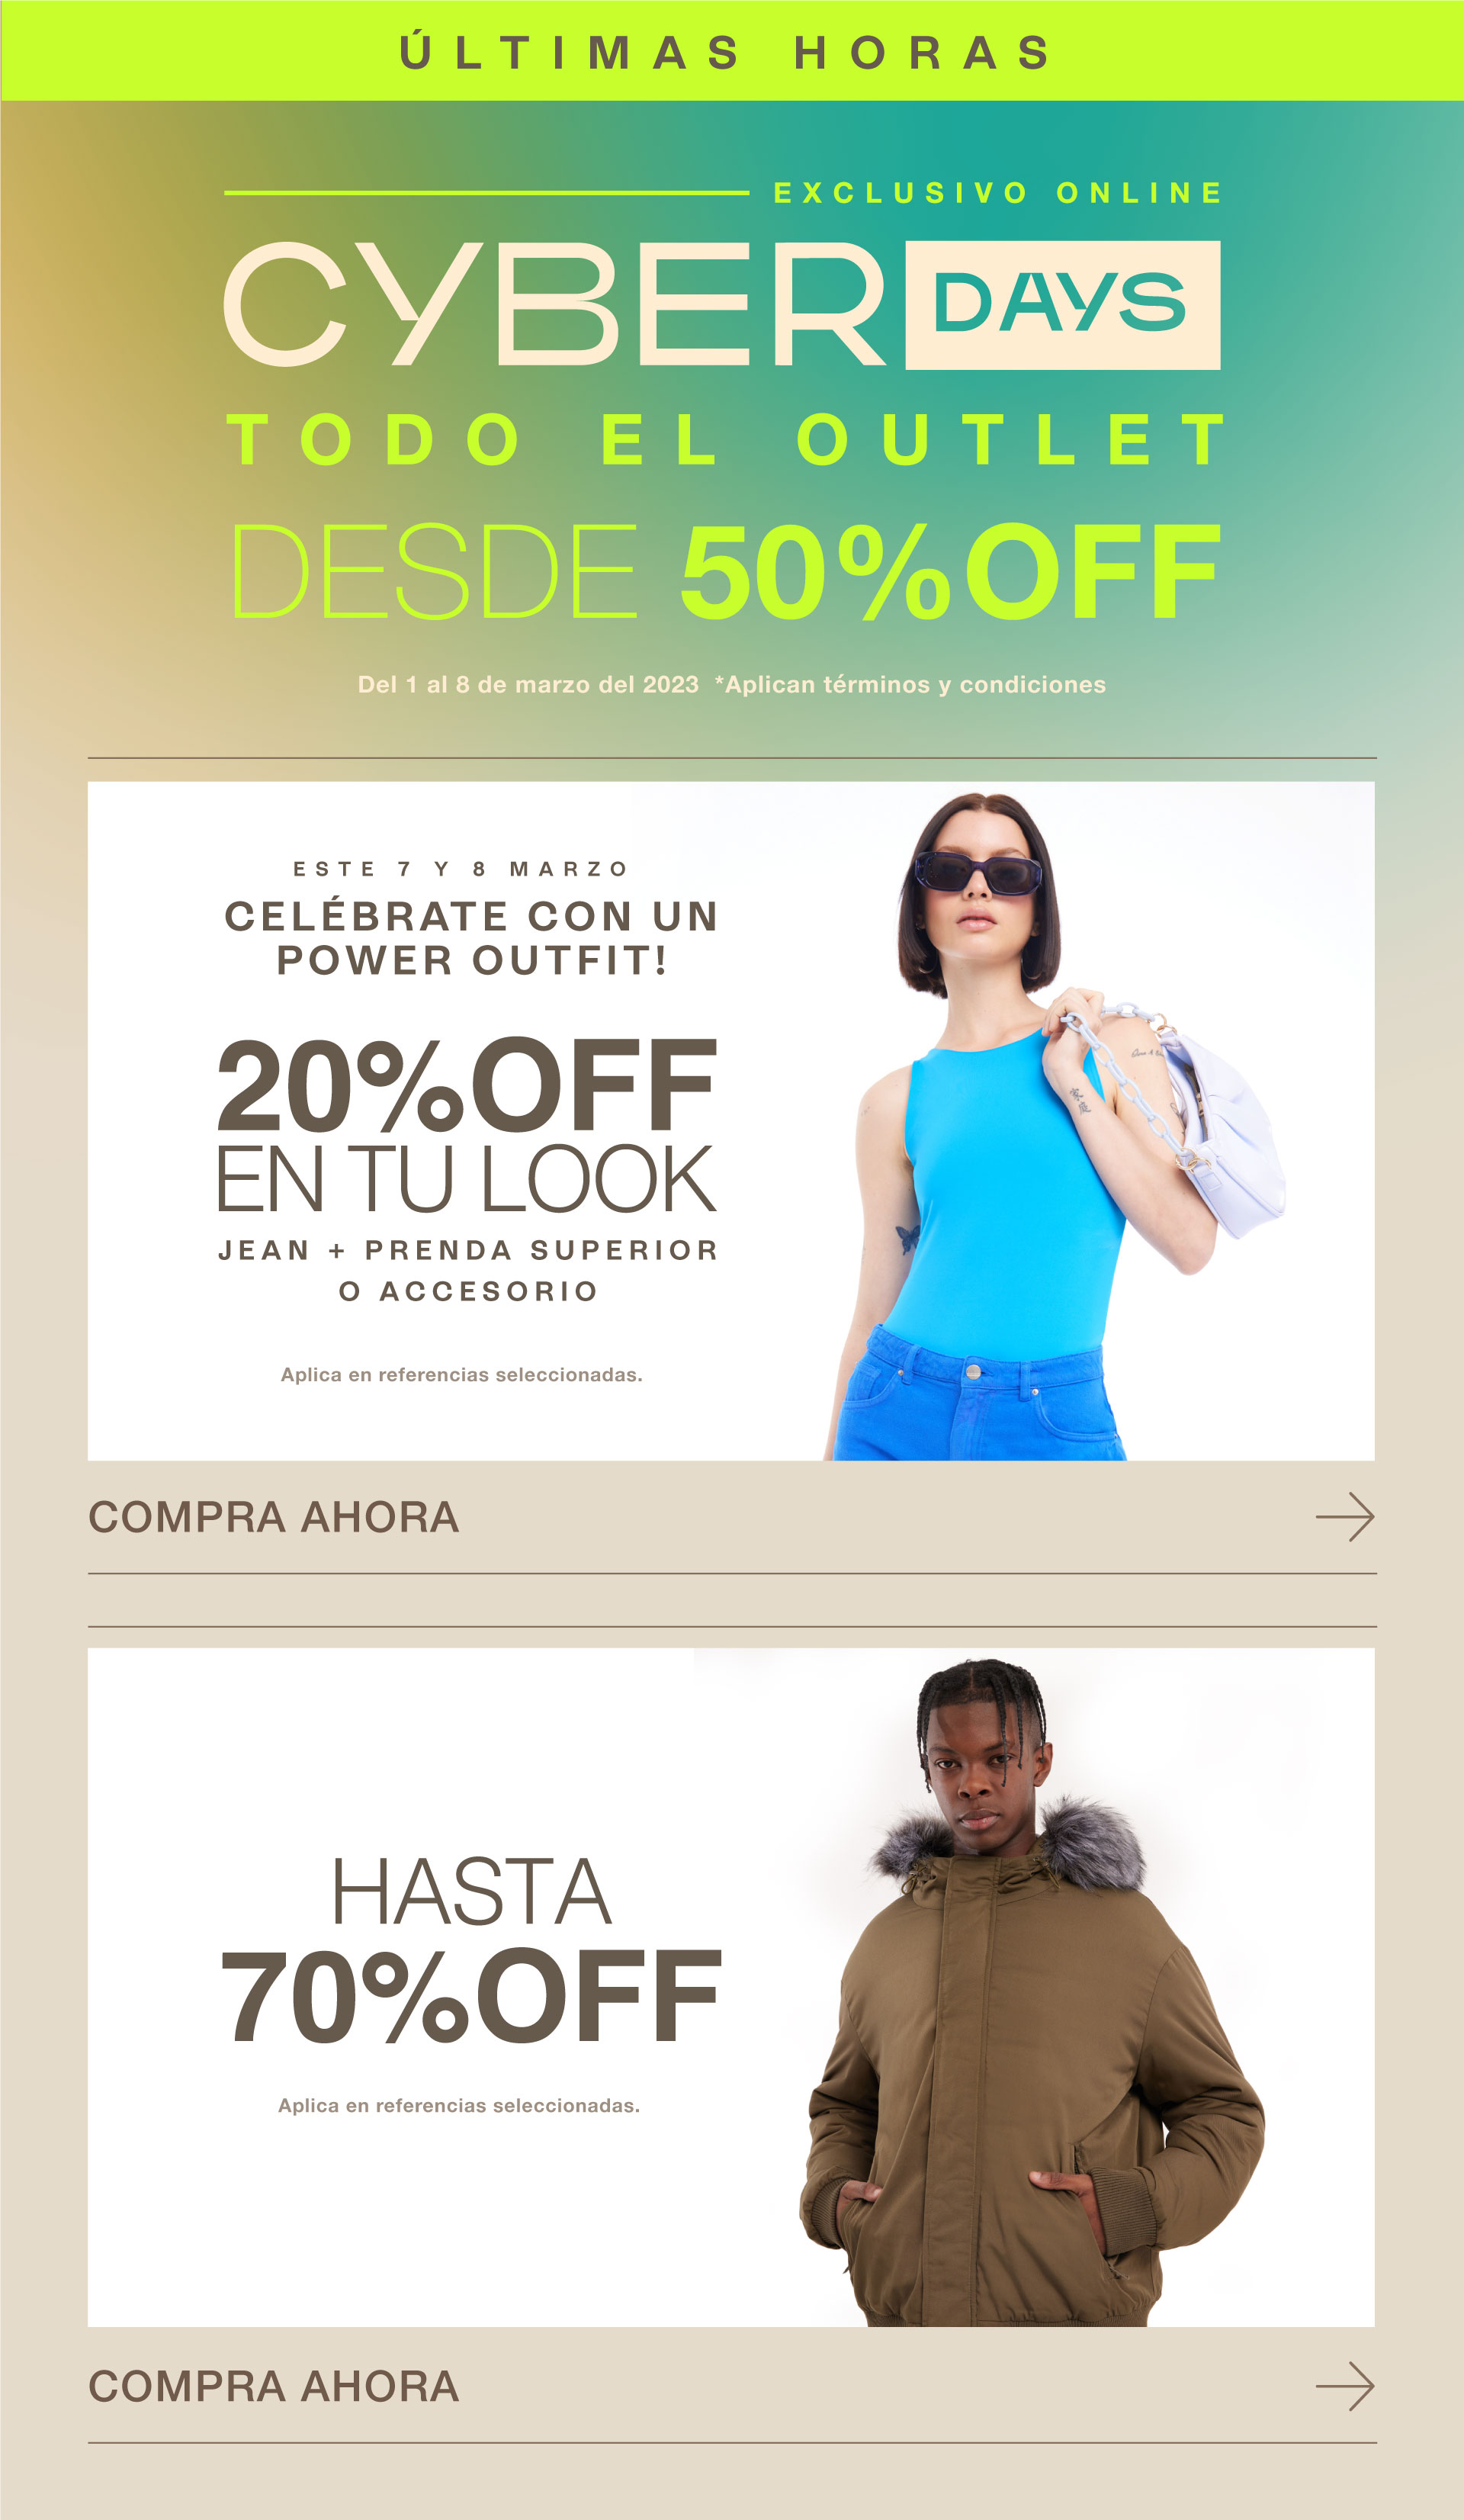 ÚLTIMAS HORAS
EXCLUSIVO ONLINE
CYBER DAYS
TODO EL OUTLET
DESDE 50%OFF
Del 1 al 8 de marzo del 2023 *Aplican términos y condiciones
ESTE 7 Y 8 MARZO
CELÉBRATE CON UN
POWER OUTFIT!
20%OFF
EN TU LOOK
JEAN + PRENDA SUPERIOR
O ACCESORIO
Aplica en referencias seleccionadas.
COMPRA AHORA
HASTA
70%OFF
Aplica en referencias seleccionadas.
COMPRA AHORA